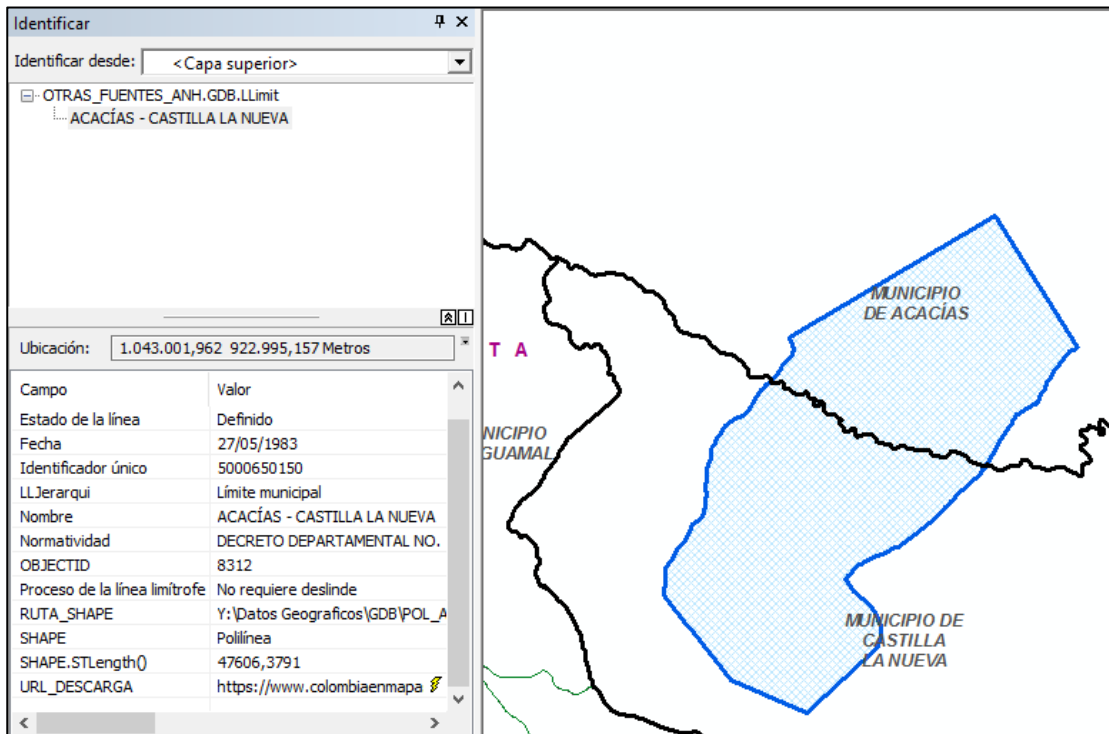 Identificar
Identificar desde: <Capa superior>
OTRAS_FUENTES_ANH.GDB.LLimit
ACACÍAS - CASTILLA LA NUEVA
Ubicación: 1.043.001,962 922.995,157 Metros
Campo Valor
Estado de la línea Definido
Fecha 27/05/1983
Identificador único 5000650150
LLJerarqui Límite municipal
Nombre ACACÍAS - CASTILLA LA NUEVA
Normatividad DECRETO DEPARTAMENTAL NO.
OBJECTID 8312
Proceso de la línea limítrofe No requiere deslinde
RUTA_SHAPE Y:\Datos Geograficos\GDB\POL_A
SHAPE Polilínea
SHAPE.STLength() 47606,3791
URL_DESCARGA https://www.colombiaenmapa
MUNICIPIO
DE ACACÍAS
T A
NICIPIO
GUAMAL
MUNICIPIO DE
CASTILLA
LA NUEVA